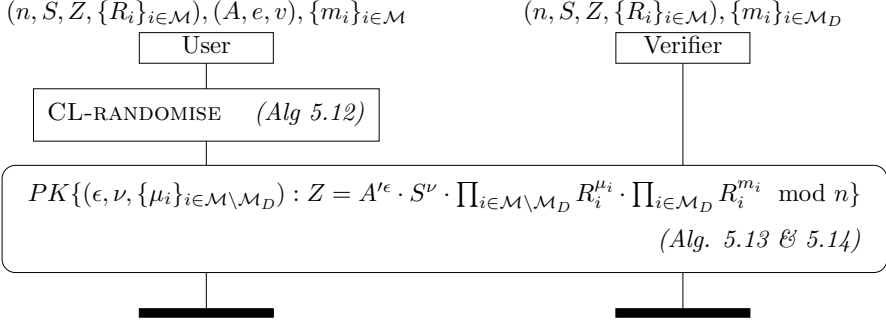 (n, S, Z, {R_i}_{i∈ℳ}), (A, e, v), {m_i}_{i∈ℳ} (n, S, Z, {R_i}_{i∈ℳ}), {m_i}_{i∈ℳ_D}
User Verifier
CL-RANDOMISE (Alg 5.12)
PK{(ϵ, ν, {μ_i}_{i∈ℳ\ℳ_D}) : Z = A'^ϵ · S^ν · ∏_{i∈ℳ\ℳ_D} R_i^{μ_i} · ∏_{i∈ℳ_D} R_i^{m_i} mod n}
(Alg. 5.13 & 5.14)